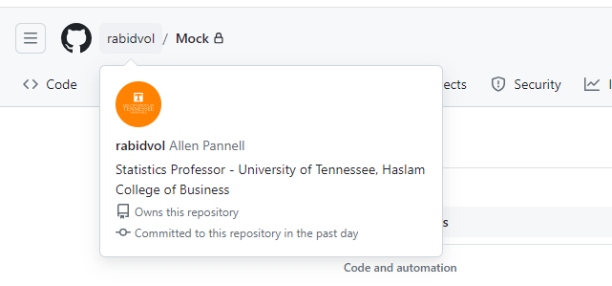 rabidvol / Mock
Code
ects
Security
rabidvol Allen Pannell
Statistics Professor - University of Tennessee, Haslam
College of Business
Owns this repository
s
Committed to this repository in the past day
Code and automation